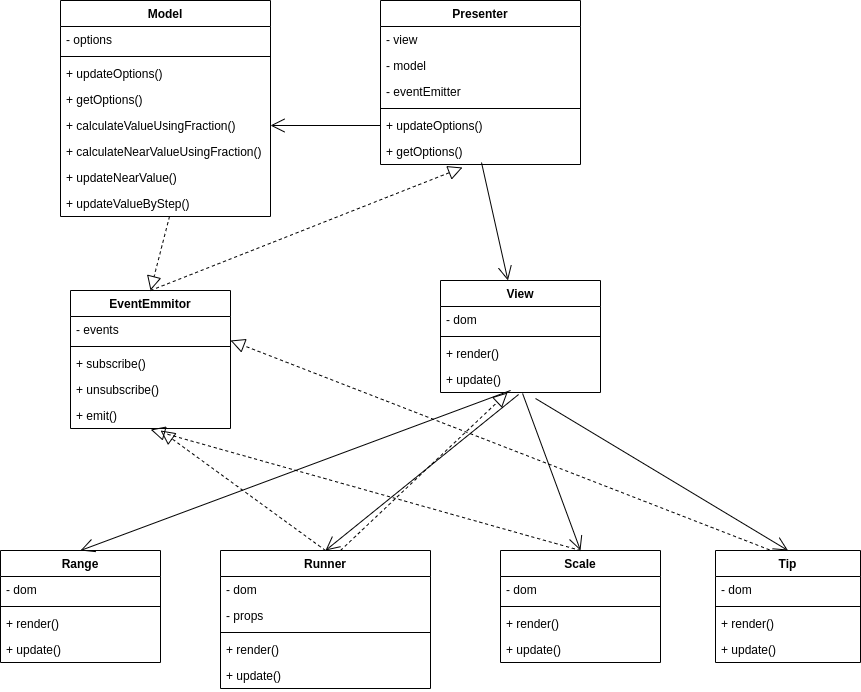 Model
- options
+ updateOptions()
+ getOptions()
+ calculateValueUsingFraction()
+ calculateNearValueUsingFraction()
+ updateNearValue()
+ updateValueByStep()
Presenter
- view
- model
- eventEmitter
+ updateOptions()
+ getOptions()
EventEmmitor
- events
+ subscribe()
+ unsubscribe()
+ emit()
View
- dom
+ render()
+ update()
Range
- dom
+ render()
+ update()
Runner
- dom
- props
+ render()
+ update()
Scale
- dom
+ render()
+ update()
Tip
- dom
+ render()
+ update()